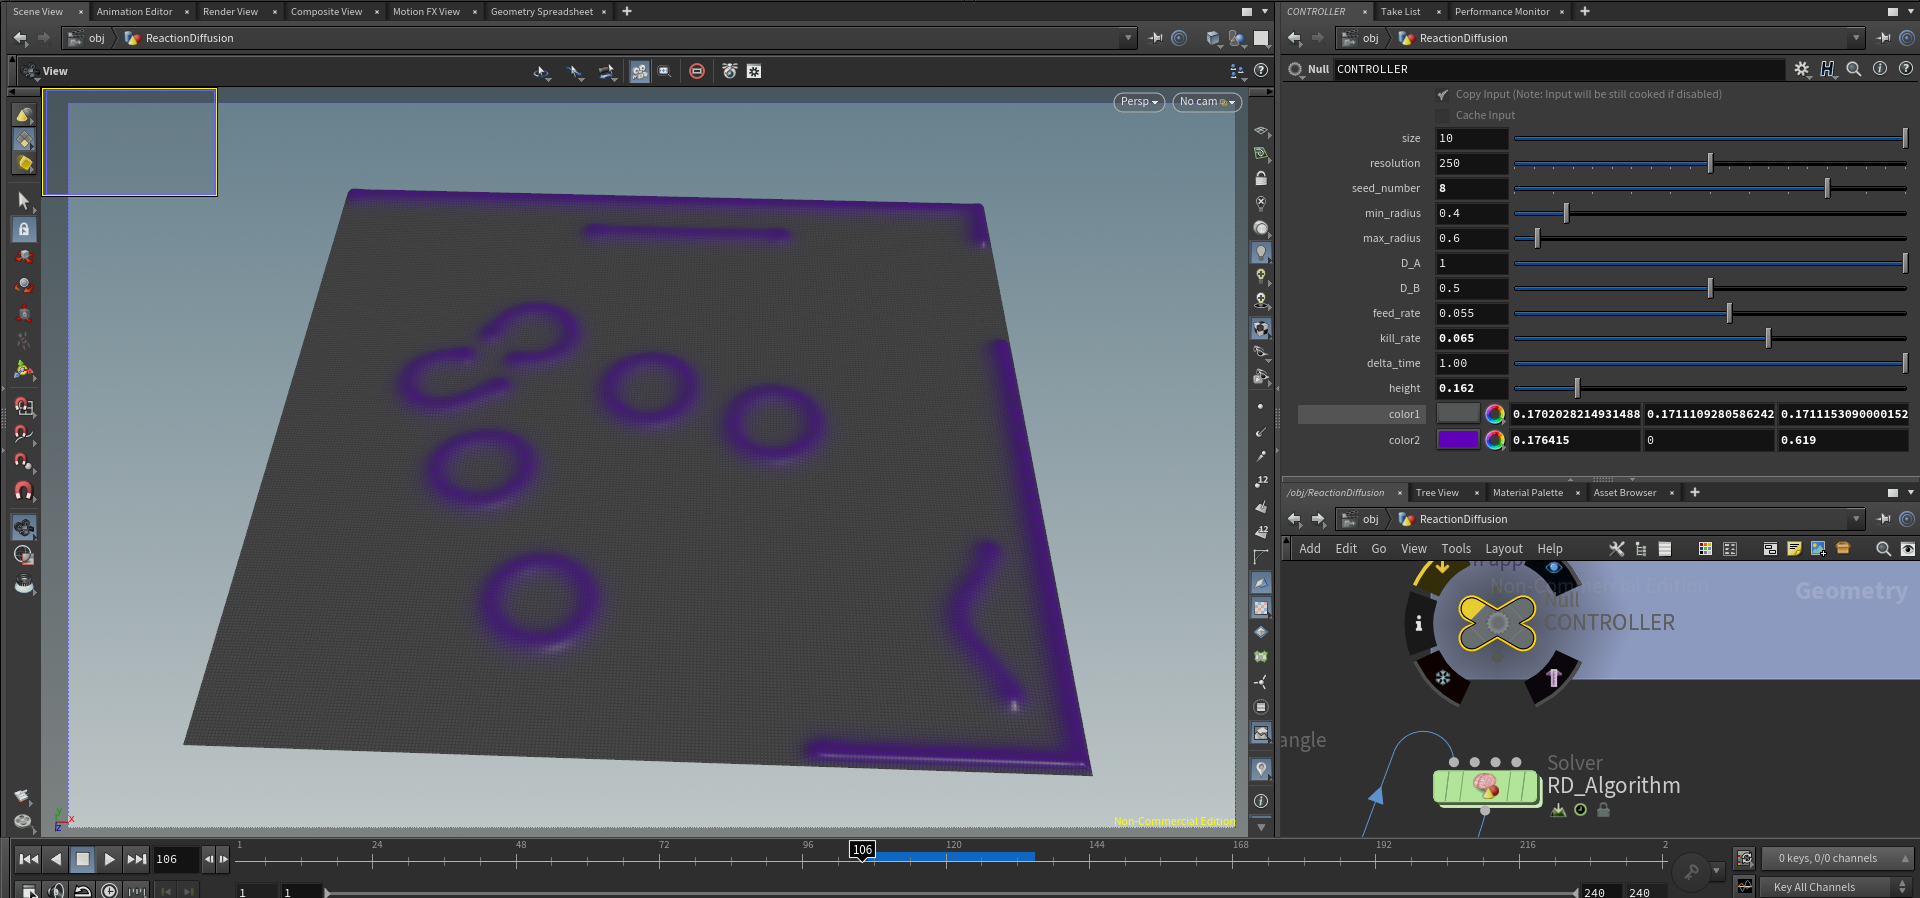 Scene View × Animation Editor × Render View × Composite View × Motion FX View × Geometry Spreadsheet × +
obj ReactionDiffusion
View
Persp
No cam
12
12
y
x
z
Non-Commercial Edition
CONTROLLER × Take List × Performance Monitor × +
obj ReactionDiffusion
Null CONTROLLER
Copy Input (Note: Input will be still cooked if disabled)
Cache Input
size 10
resolution 250
seed_number 8
min_radius 0.4
max_radius 0.6
D_A 1
D_B 0.5
feed_rate 0.055
kill_rate 0.065
delta_time 1.00
height 0.162
color1 0.1702028214931488 0.1711109280586242 0.1711153090000152
color2 0.176415 0 0.619
/obj/ReactionDiffusion × Tree View × Material Palette × Asset Browser × +
obj ReactionDiffusion
Add Edit Go View Tools Layout Help
Non-Commercial Edition
Geometry
Null
CONTROLLER
angle
Solver
RD_Algorithm
106
1 24 48 72 96 106 120 144 168 192 216 2
0 keys, 0/0 channels
1 1 240 240
Key All Channels